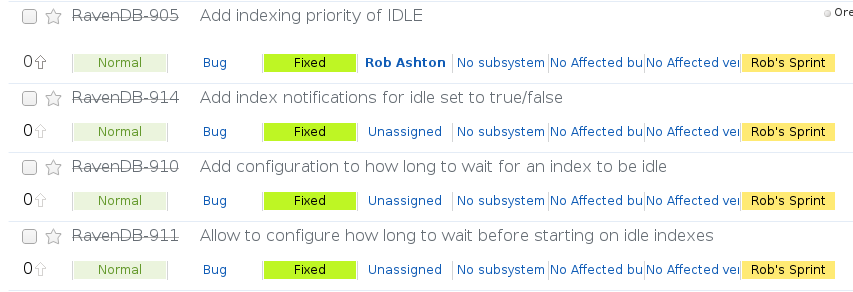 RavenDB-905 Add indexing priority of IDLE Ore
0 Normal Bug Fixed Rob Ashton No subsystem No Affected bu No Affected ver Rob's Sprint
RavenDB-914 Add index notifications for idle set to true/false
0 Normal Bug Fixed Unassigned No subsystem No Affected bu No Affected ver Rob's Sprint
RavenDB-910 Add configuration to how long to wait for an index to be idle
0 Normal Bug Fixed Unassigned No subsystem No Affected bu No Affected ver Rob's Sprint
RavenDB-911 Allow to configure how long to wait before starting on idle indexes
0 Normal Bug Fixed Unassigned No subsystem No Affected bu No Affected ver Rob's Sprint